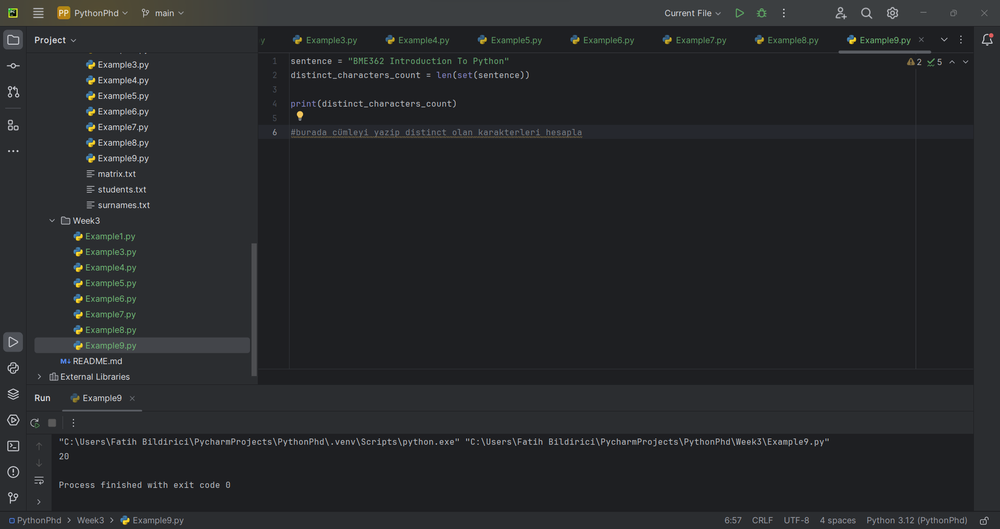 PC
PP PythonPhd
main
Current File
Project
Example3.py
Example4.py
Example5.py
Example6.py
Example7.py
Example8.py
Example9.py
matrix.txt
students.txt
surnames.txt
Week3
Example1.py
Example3.py
Example4.py
Example5.py
Example6.py
Example7.py
Example8.py
Example9.py
M↓ README.md
External Libraries
y Example3.py Example4.py Example5.py Example6.py Example7.py Example8.py Example9.py
2 5
1 sentence = "BME362 Introduction To Python"
2 distinct_characters_count = len(set(sentence))
3
4 print(distinct_characters_count)
5
6 #burada cümleyi yazip distinct olan karakterleri hesapla
Run Example9
"C:\Users\Fatih Bildirici\PycharmProjects\PythonPhd\.venv\Scripts\python.exe" "C:\Users\Fatih Bildirici\PycharmProjects\PythonPhd\Week3\Example9.py"
20
Process finished with exit code 0
PythonPhd > Week3 > Example9.py
6:57 CRLF UTF-8 4 spaces Python 3.12 (PythonPhd)